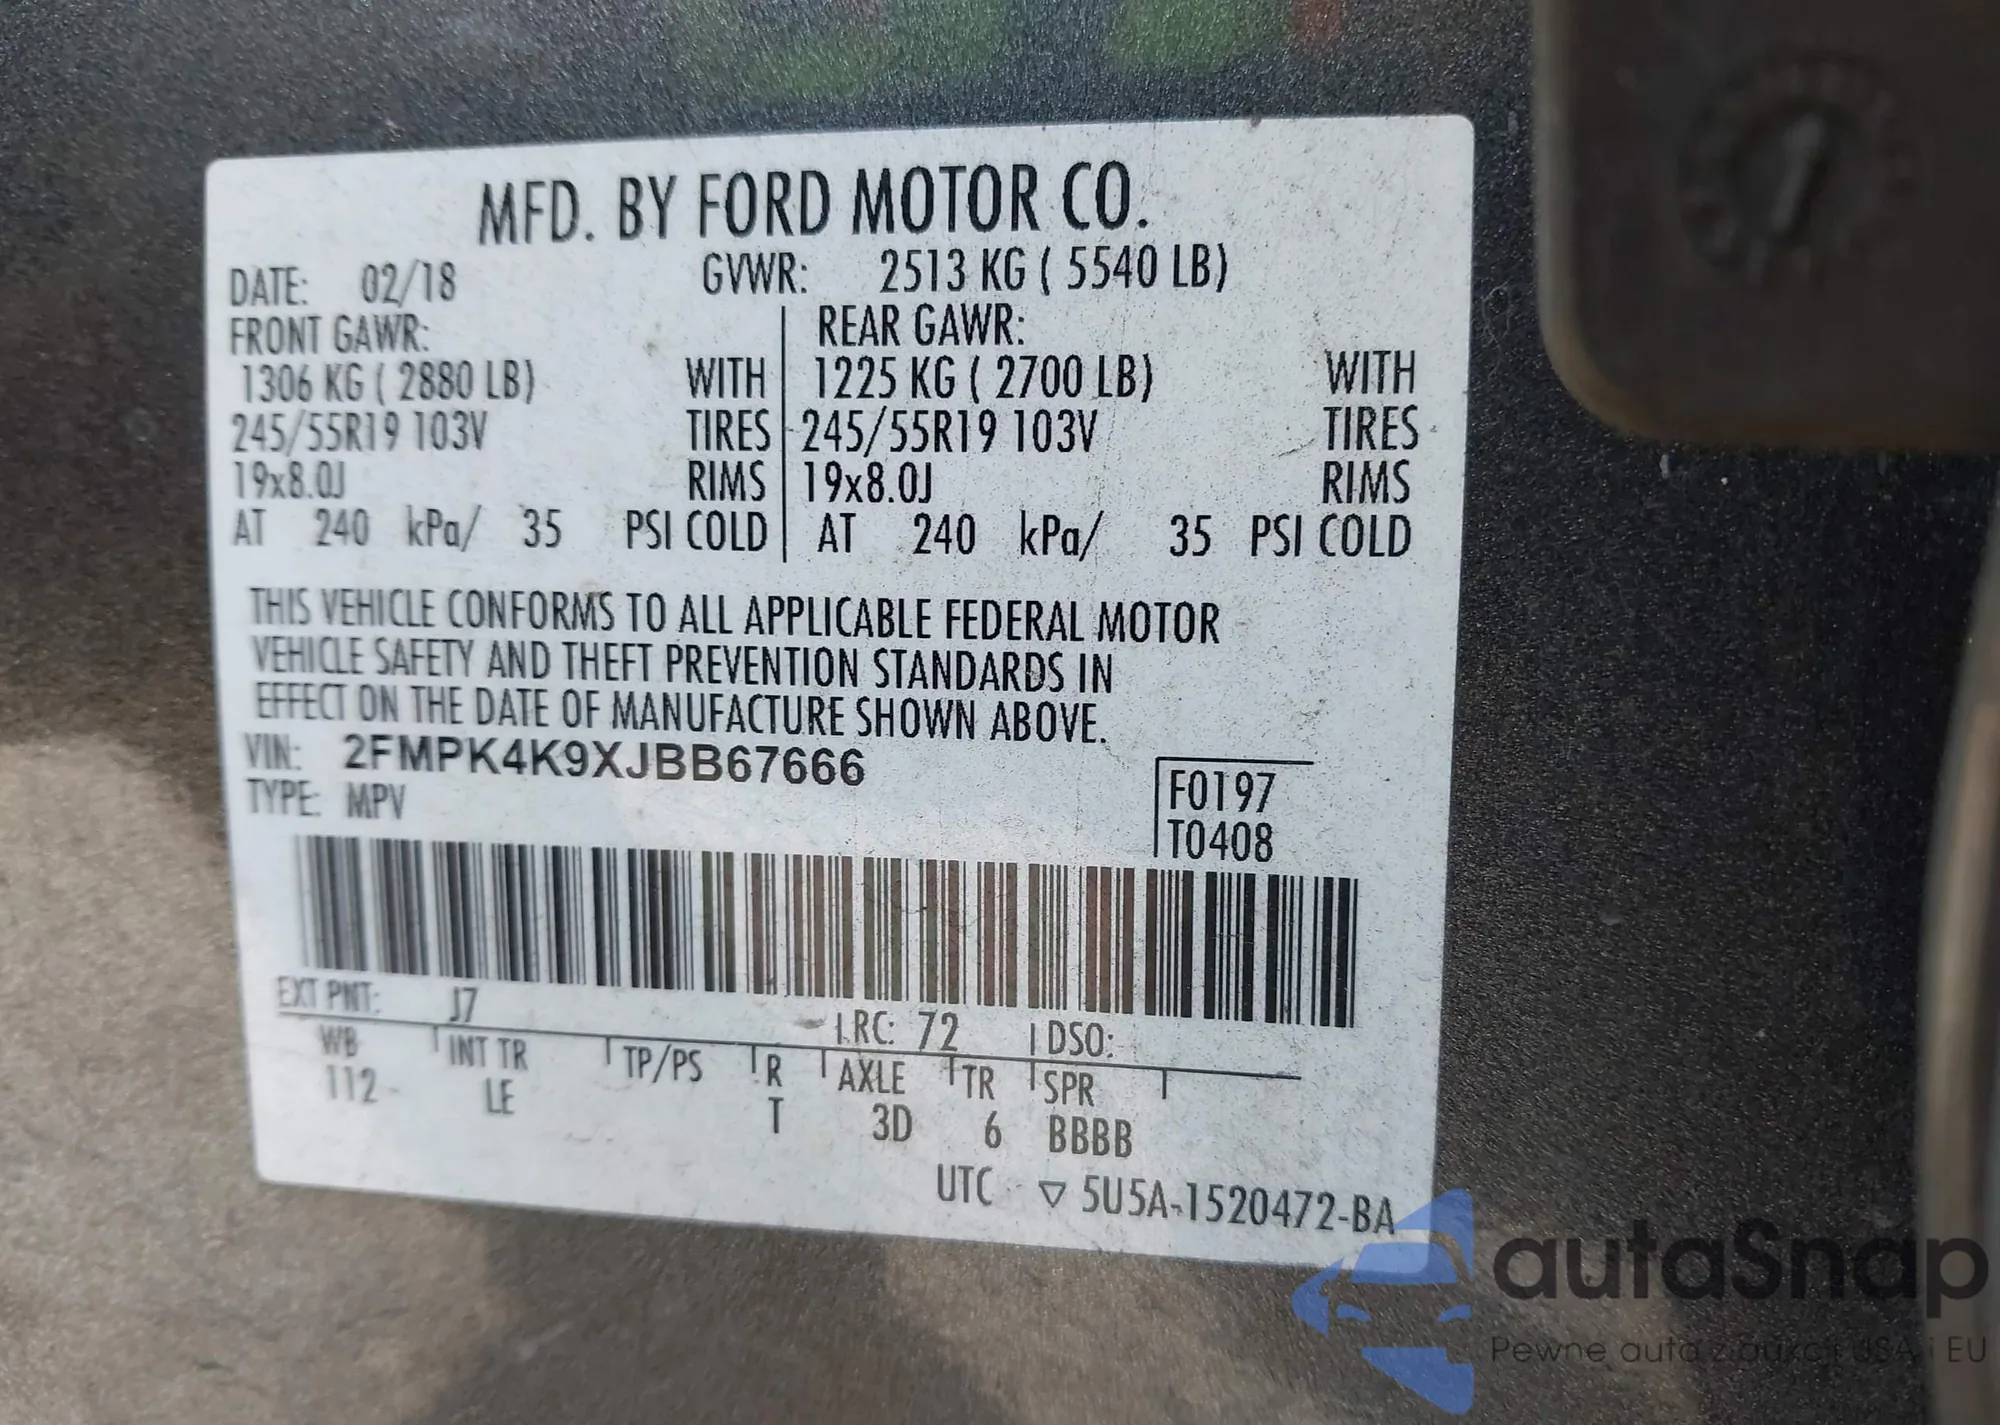 MFD. BY FORD MOTOR CO.
DATE: 02/18 GVWR: 2513 KG ( 5540 LB)
FRONT GAWR: REAR GAWR:
1306 KG ( 2880 LB) WITH 1225 KG ( 2700 LB) WITH
245/55R19 103V TIRES 245/55R19 103V TIRES
19x8.0J RIMS 19x8.0J RIMS
AT 240 kPa/ 35 PSI COLD AT 240 kPa/ 35 PSI COLD
THIS VEHICLE CONFORMS TO ALL APPLICABLE FEDERAL MOTOR
VEHICLE SAFETY AND THEFT PREVENTION STANDARDS IN
EFFECT ON THE DATE OF MANUFACTURE SHOWN ABOVE.
VIN: 2FMPK4K9XJBB67666
TYPE: MPV
F0197
T0408
EXT PNT: J7 RC: 72 DSO:
WB INT TR TP/PS R AXLE TR SPR
112 LE T 3D 6 BBBB
UTC ▽ 5U5A-1520472-BA
autaSnap
Pewne auta z aukcji USA i EU